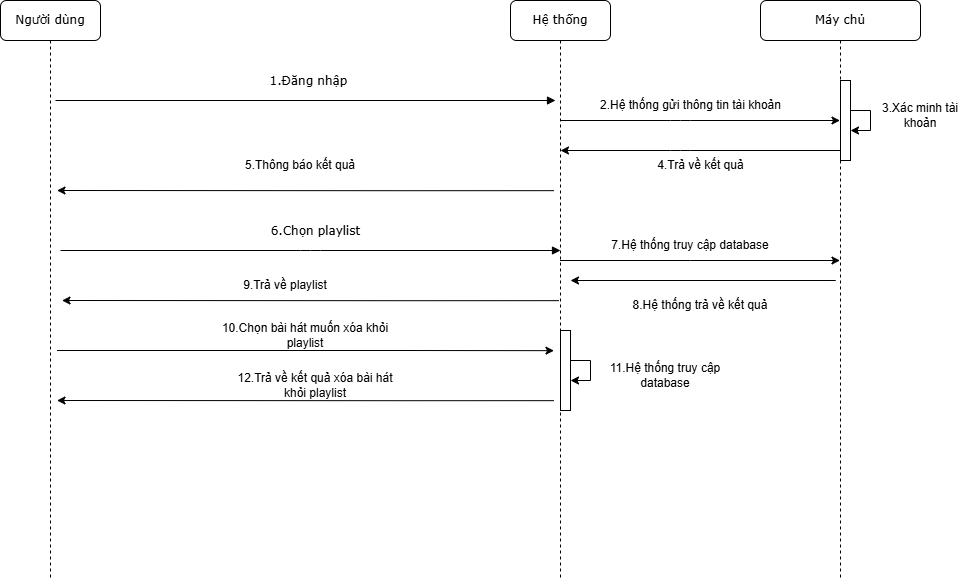 Người dùng
Hệ thống
Máy chủ
1.Đăng nhập
2.Hệ thống gửi thông tin tài khoản
3.Xác minh tài
khoản
4.Trả về kết quả
5.Thông báo kết quả
6.Chọn playlist
7.Hệ thống truy cập database
8.Hệ thống trả về kết quả
9.Trả về playlist
10.Chọn bài hát muốn xóa khỏi
playlist
11.Hệ thống truy cập
database
12.Trả về kết quả xóa bài hát
khỏi playlist